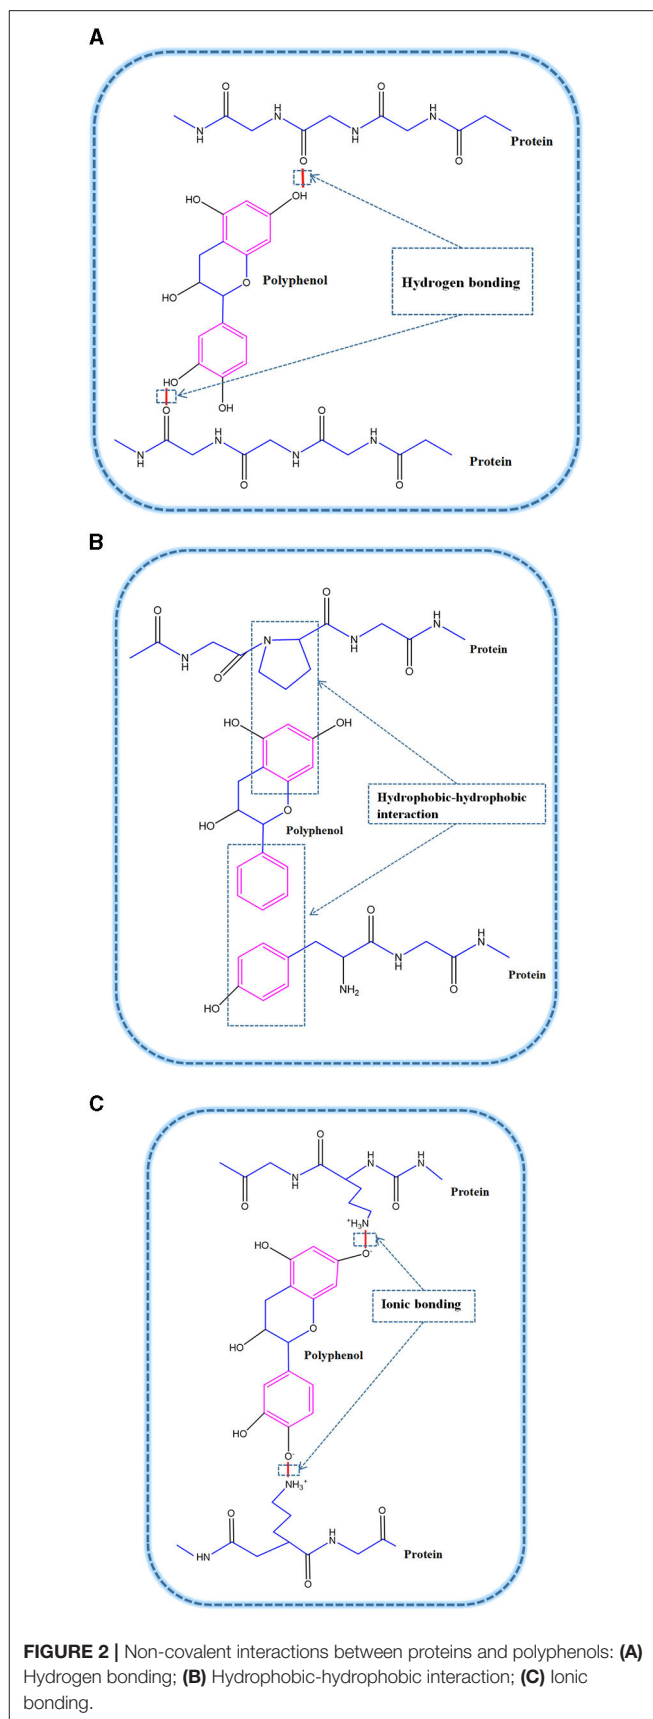 A
O
H
N
O
H
N
N
H
O
N
H
O
Protein
O
HO
OH
O
Polyphenol
Hydrogen bonding
HO
HO
OH
O
H
N
O
H
N
N
H
O
N
H
O
Protein
B
O
O
H
N
N
N
H
O
N
H
O
Protein
HO
OH
O
HO
Polyphenol
Hydrophobic-hydrophobic
interaction
O
O
H
N
N
H
NH2
O
Protein
HO
C
O
H
N
H
N
N
H
O
O
Protein
+H3N
HO
O-
Ionic bonding
O
HO
Polyphenol
HO
O-
NH3+
O
H
N
O
HN
O
Protein
FIGURE 2 | Non-covalent interactions between proteins and polyphenols: (A)
Hydrogen bonding; (B) Hydrophobic-hydrophobic interaction; (C) Ionic
bonding.